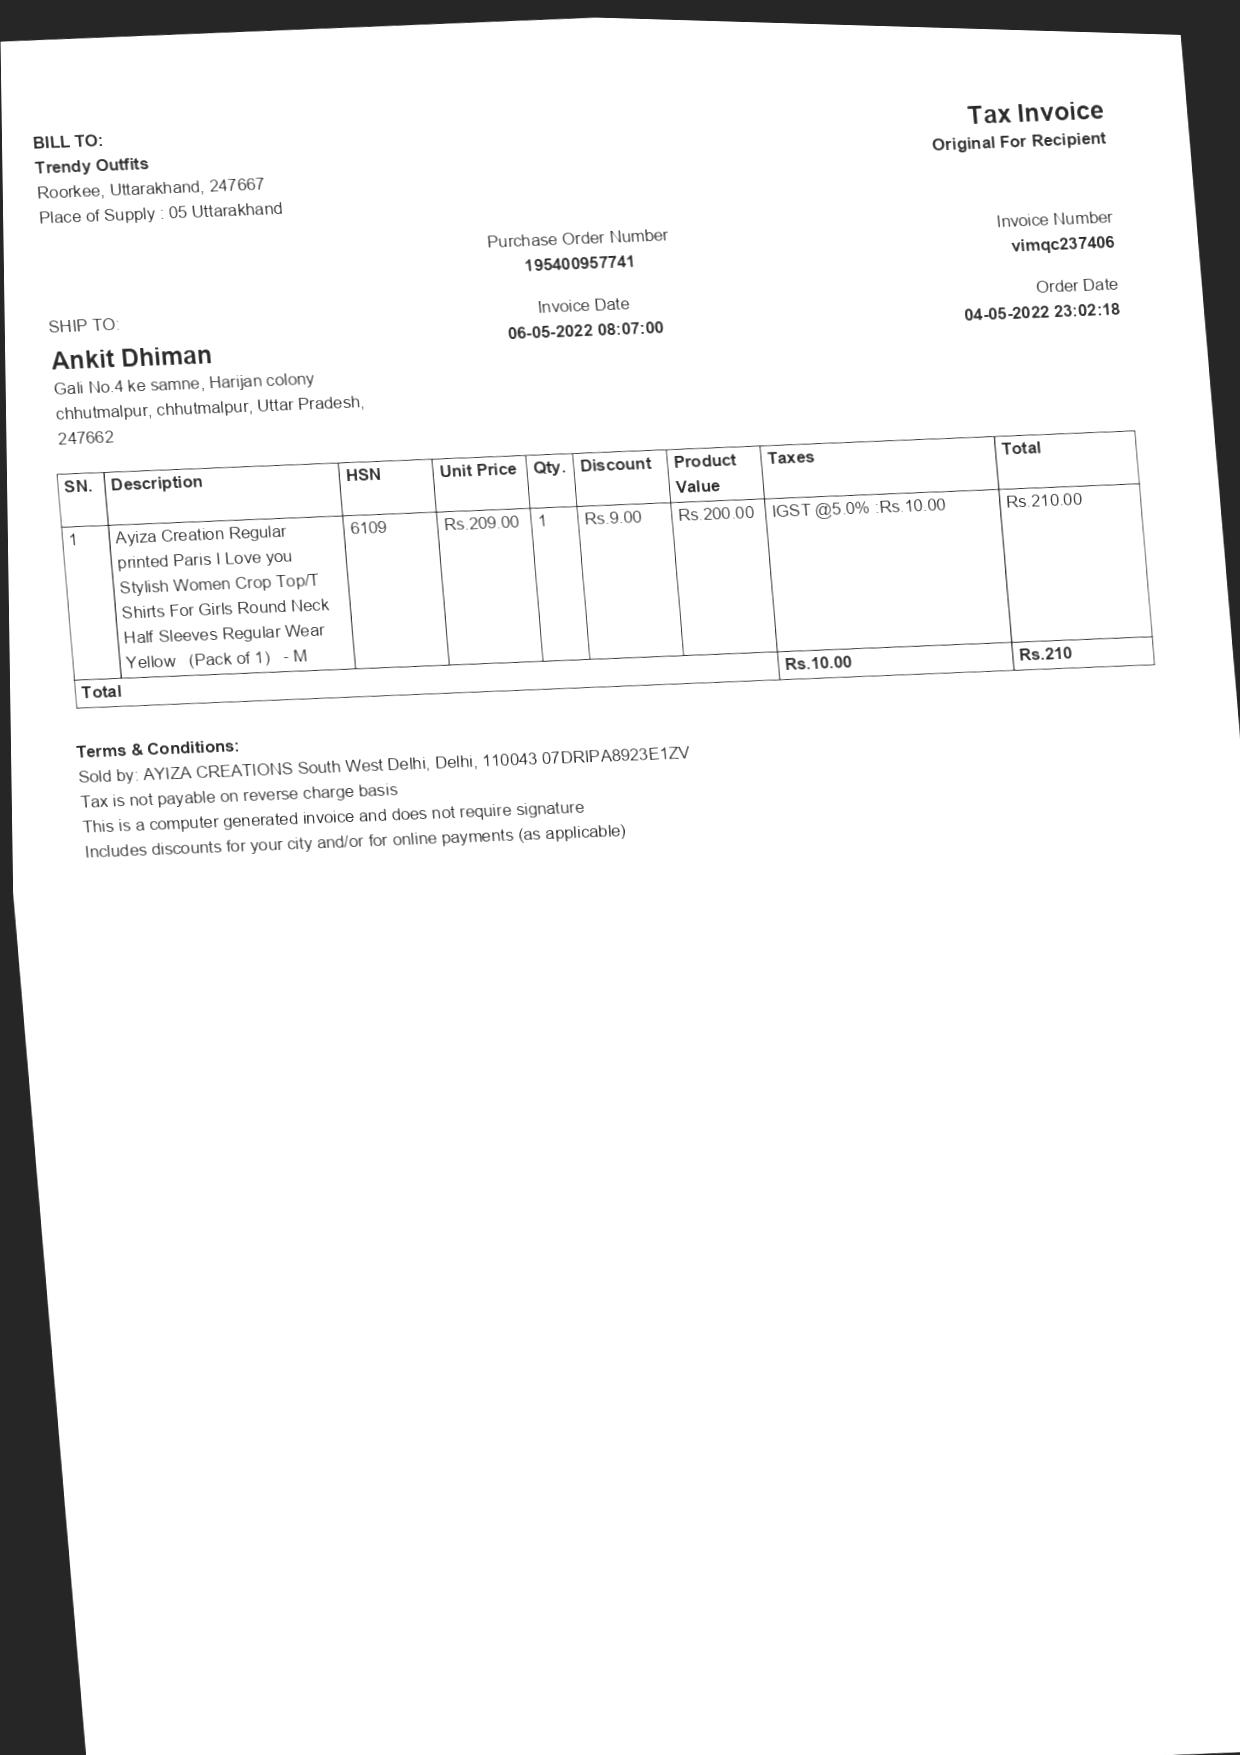 Tax Invoice
Original For Recipient
BILL TO:
Trendy Outfits
Roorkee, Uttarakhand, 247667
Place of Supply : 05 Uttarakhand
Purchase Order Number
195400957741
Invoice Number
vimqc237406
Invoice Date
06-05-2022 08:07:00
Order Date
04-05-2022 23:02:18
SHIP TO:
Ankit Dhiman
Gali No.4 ke samne, Harijan colony
chhutmalpur, chhutmalpur, Uttar Pradesh,
247662
SN. Description HSN Unit Price Qty. Discount Product Value Taxes Total
1 Ayiza Creation Regular 6109 Rs.209.00 1 Rs.9.00 Rs.200.00 IGST @5.0% :Rs.10.00 Rs.210.00
printed Paris I Love you
Stylish Women Crop Top/T
Shirts For Girls Round Neck
Half Sleeves Regular Wear
Yellow (Pack of 1) - M
Total Rs.10.00 Rs.210
Terms & Conditions:
Sold by: AYIZA CREATIONS South West Delhi, Delhi, 110043 07DRIPA8923E1ZV
Tax is not payable on reverse charge basis
This is a computer generated invoice and does not require signature
Includes discounts for your city and/or for online payments (as applicable)